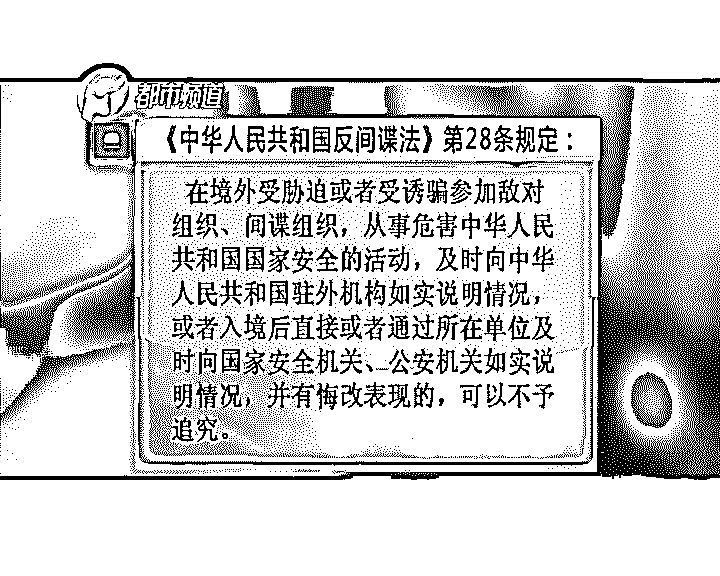 都市频道
《中华人民共和国反间谍法》第28条规定：
在境外受胁迫或者受诱骗参加敌对
组织、间谍组织，从事危害中华人民
共和国国家安全的活动，及时向中华
人民共和国驻外机构如实说明情况，
或者入境后直接或者通过所在单位及
时向国家安全机关、公安机关如实说
明情况，并有悔改表现的，可以不予
追究。